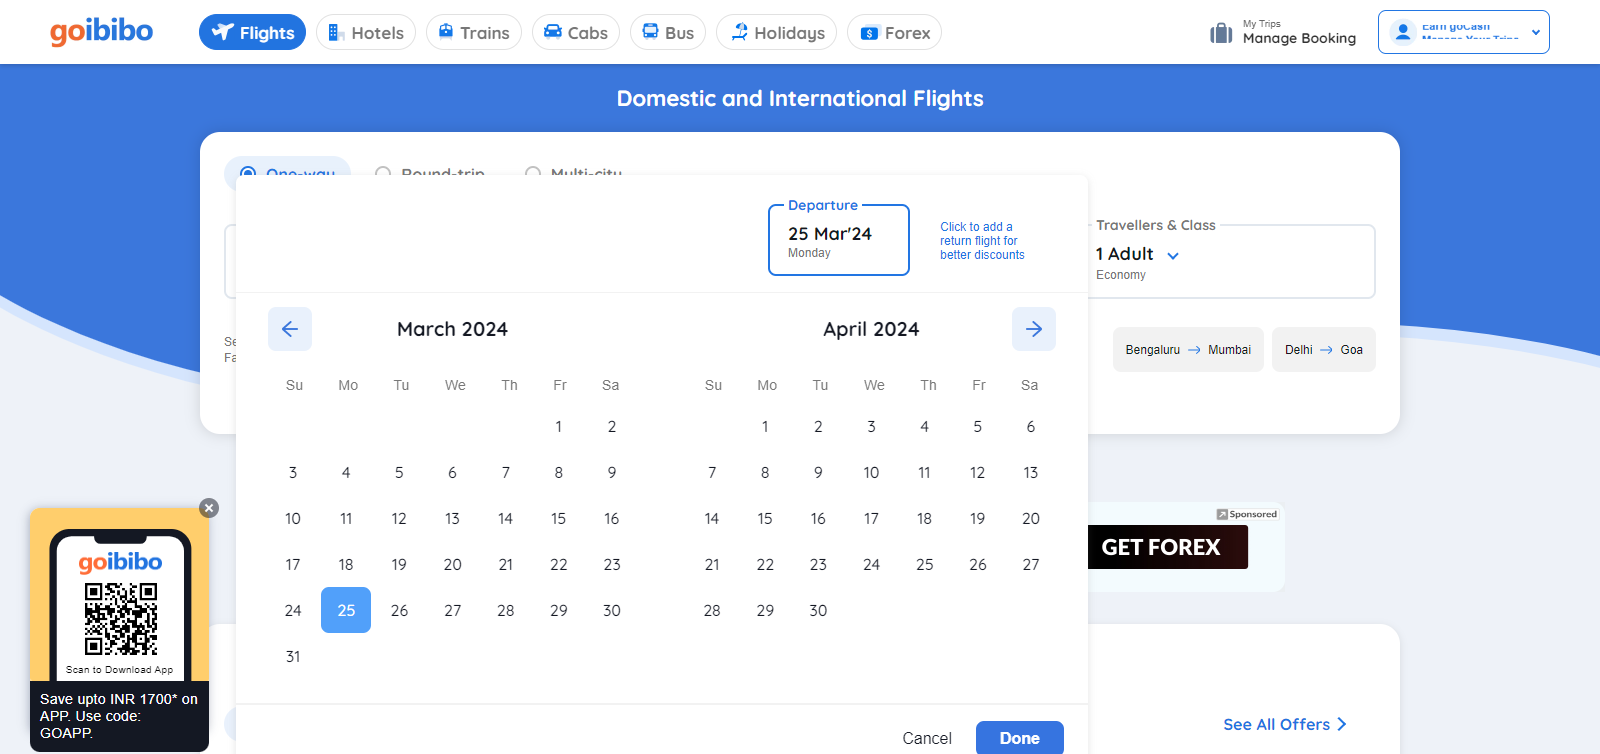 goibibo
Flights
Hotels
Trains
Cabs
Bus
Holidays
Forex
My Trips
Manage Booking
Earn goCash
Manage Your Trips
Domestic and International Flights
One-way
Round-trip
Multi-city
Departure
25 Mar'24
Monday
Click to add a
return flight for
better discounts
Travellers & Class
1 Adult
Economy
Se
Fa
Bengaluru → Mumbai
Delhi → Goa
March 2024
Su Mo Tu We Th Fr Sa
1 2
3 4 5 6 7 8 9
10 11 12 13 14 15 16
17 18 19 20 21 22 23
24 25 26 27 28 29 30
31
April 2024
Su Mo Tu We Th Fr Sa
1 2 3 4 5 6
7 8 9 10 11 12 13
14 15 16 17 18 19 20
21 22 23 24 25 26 27
28 29 30
Cancel
Done
Sponsored
GET FOREX
See All Offers
goibibo
Scan to Download App
Save upto INR 1700* on
APP. Use code:
GOAPP.